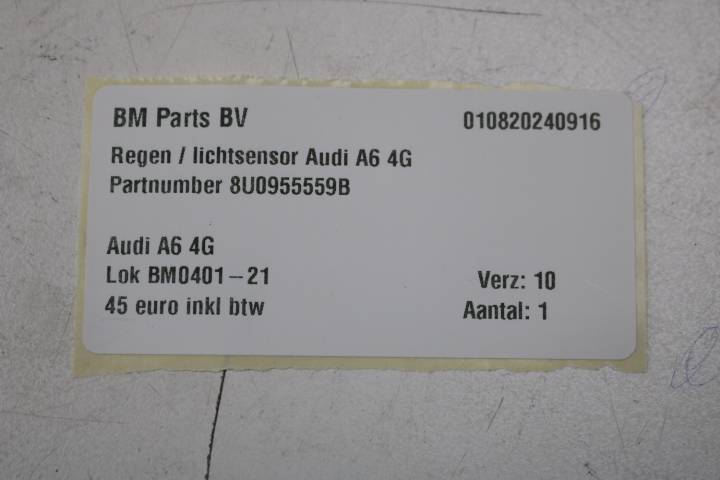 BM Parts BV 010820240916
Regen / lichtsensor Audi A6 4G
Partnumber 8U0955559B
Audi A6 4G
Lok BM0401-21 Verz: 10
45 euro inkl btw Aantal: 1